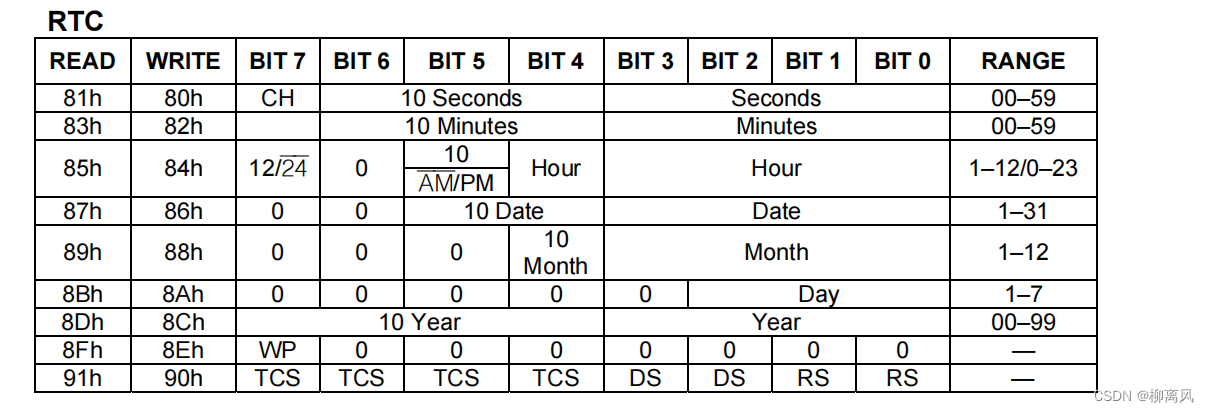 RTC
READ WRITE BIT 7 BIT 6 BIT 5 BIT 4 BIT 3 BIT 2 BIT 1 BIT 0 RANGE
81h 80h CH 10 Seconds Seconds 00–59
83h 82h 10 Minutes Minutes 00–59
85h 84h 12/2̅4̅ 0 10 Hour Hour 1–12/0–23
A̅M̅/PM
87h 86h 0 0 10 Date Date 1–31
89h 88h 0 0 0 10 Month Month 1–12
8Bh 8Ah 0 0 0 0 0 Day 1–7
8Dh 8Ch 10 Year Year 00–99
8Fh 8Eh WP 0 0 0 0 0 0 0 —
91h 90h TCS TCS TCS TCS DS DS RS RS —
CSDN @柳离风